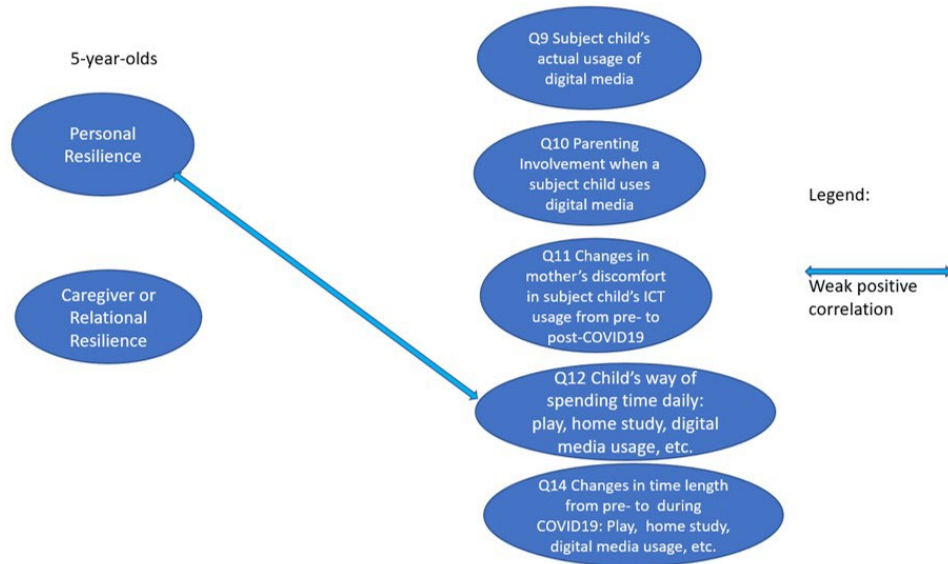 5-year-olds
Personal
Resilience
Caregiver or
Relational
Resilience
Q9 Subject child's
actual usage of
digital media
Q10 Parenting
Involvement when a
subject child uses
digital media
Q11 Changes in
mother's discomfort
in subject child's ICT
usage from pre- to
post-COVID19
Q12 Child's way of
spending time daily:
play, home study, digital
media usage, etc.
Q14 Changes in time length
from pre- to during
COVID19: Play, home study,
digital media usage, etc.
Legend:
Weak positive
correlation